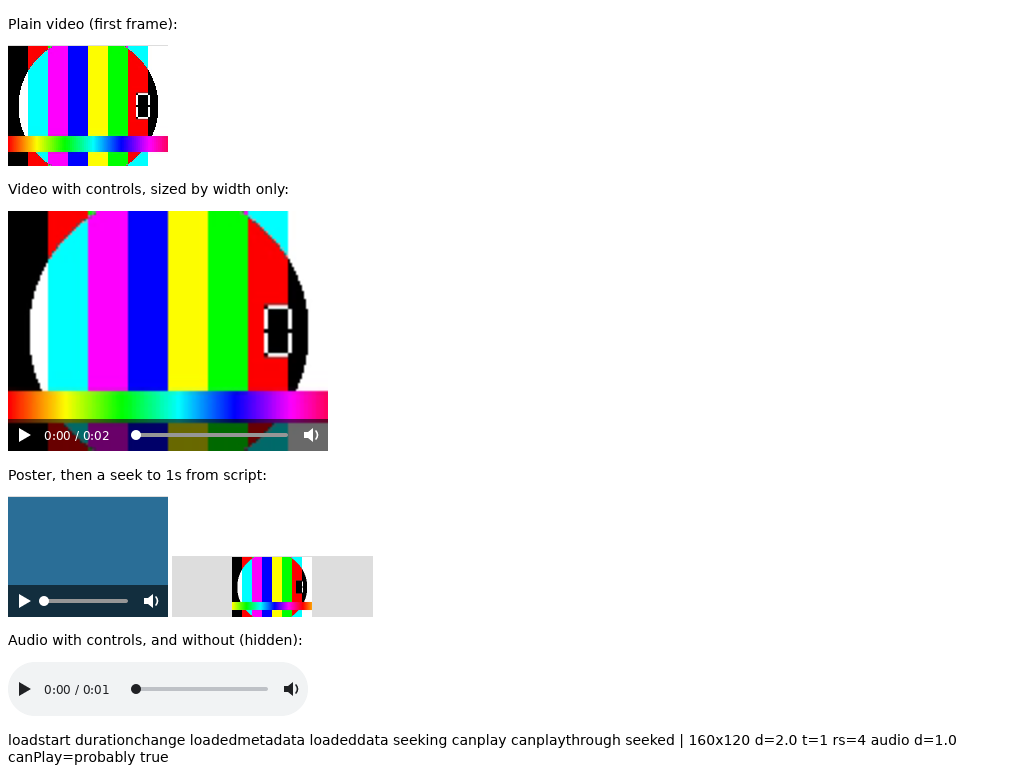 Plain video (first frame):
Video with controls, sized by width only:
0:00 / 0:02
Poster, then a seek to 1s from script:
Audio with controls, and without (hidden):
0:00 / 0:01
loadstart durationchange loadedmetadata loadeddata seeking canplay canplaythrough seeked | 160x120 d=2.0 t=1 rs=4 audio d=1.0
canPlay=probably true